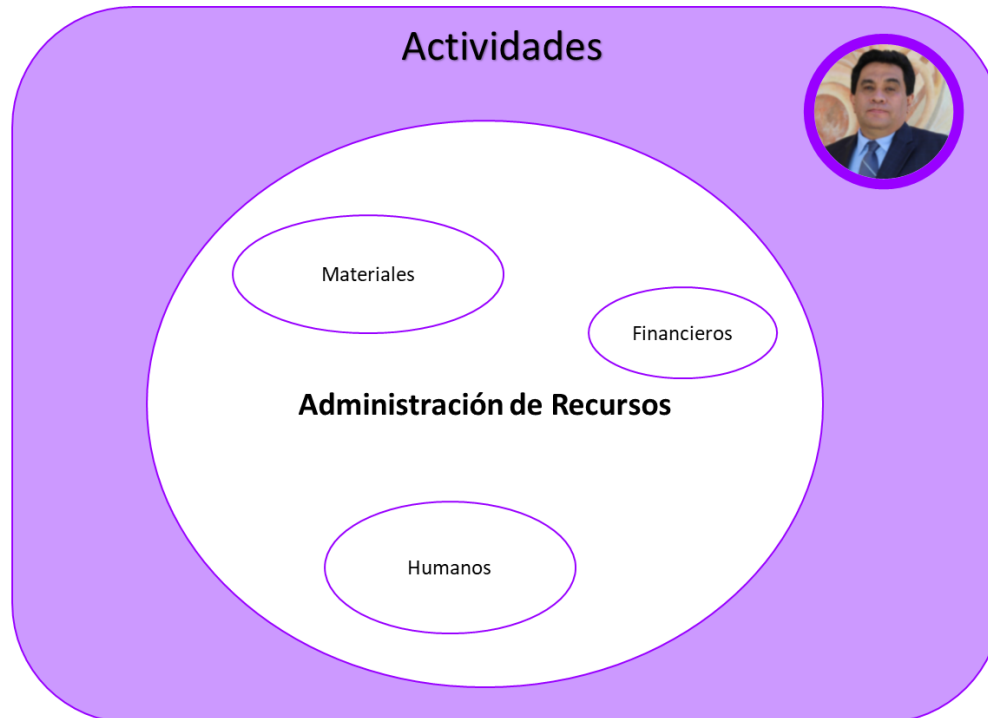 Actividades
Materiales
Financieros
Administración de Recursos
Humanos